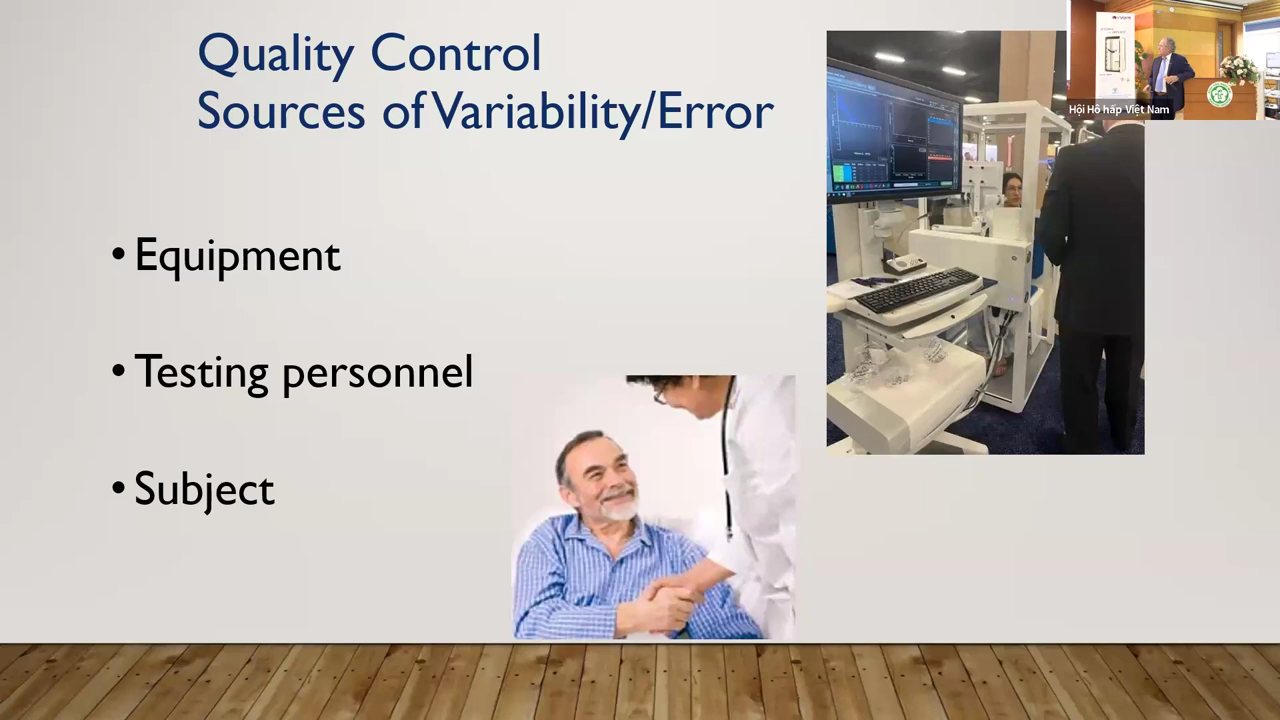 Quality Control
Sources of Variability/Error
• Equipment
• Testing personnel
• Subject
Hội Hô hấp Việt Nam